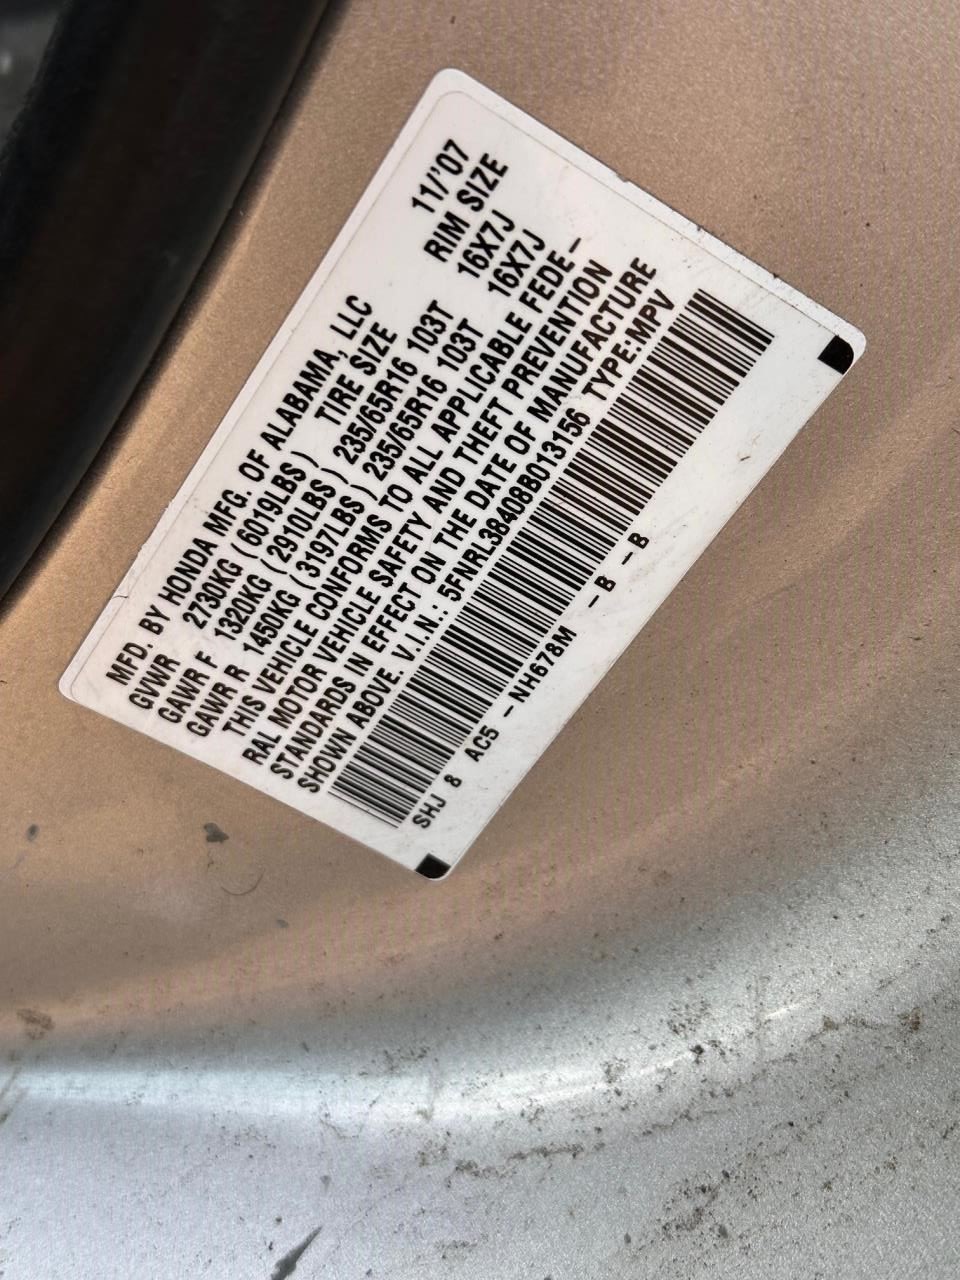 MFD. BY HONDA MFG. OF ALABAMA, LLC 11/'07
GVWR 2730KG (6019LBS) TIRE SIZE RIM SIZE
GAWR F 1320KG (2910LBS) 235/65R16 103T 16X7J
GAWR R 1450KG (3197LBS) 235/65R16 103T 16X7J
THIS VEHICLE CONFORMS TO ALL APPLICABLE FEDE-
RAL MOTOR VEHICLE SAFETY AND THEFT PREVENTION
STANDARDS IN EFFECT ON THE DATE OF MANUFACTURE
SHOWN ABOVE. V.I.N.: 5FNRL38408B013156 TYPE:MPV
SHJ 8 AC5 -NH678M -B -B